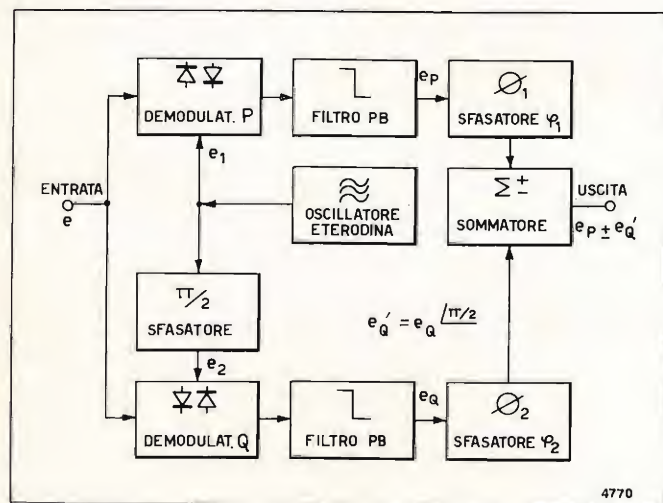 DEMODULAT. P
FILTRO PB
eP
Ø1
SFASATORE φ1
e1
ENTRATA
e
OSCILLATORE
ETERODINA
Σ ±
SOMMATORE
USCITA
eP ± eQ'
π/2
SFASATORE
eQ' = eQ /π/2
e2
DEMODULAT. Q
FILTRO PB
eQ
Ø2
SFASATORE φ2
4770